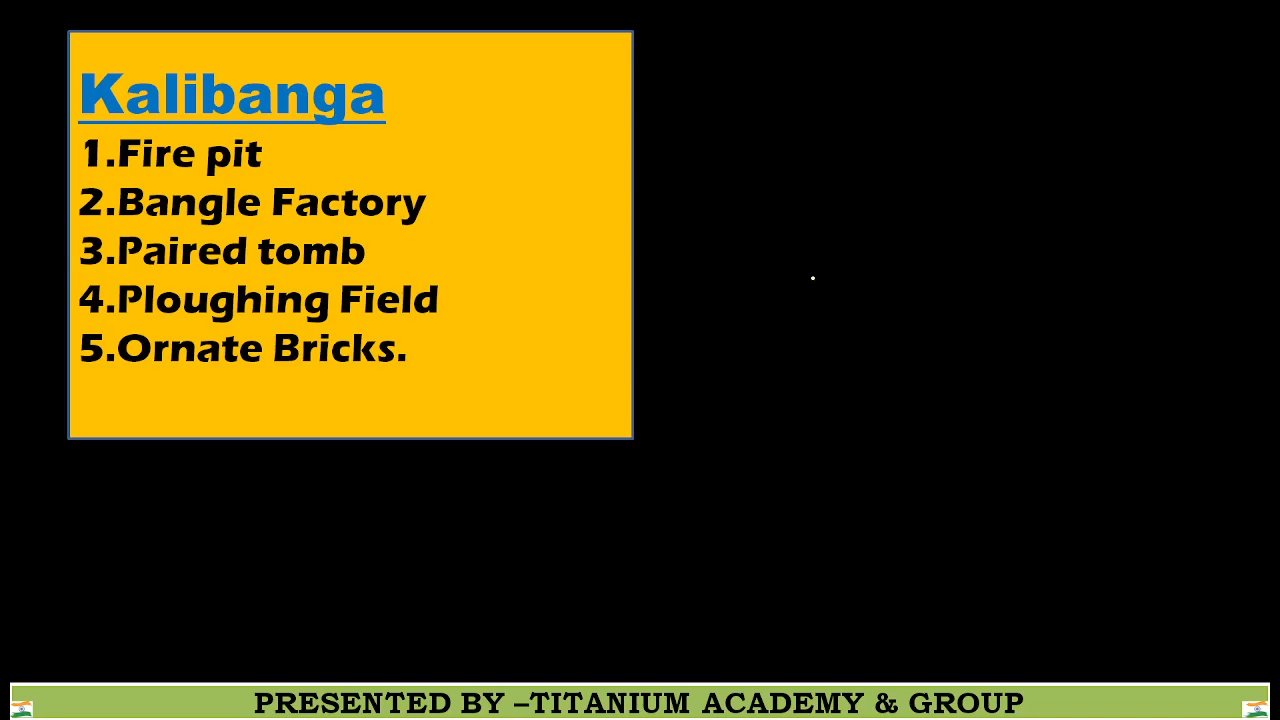 Kalibanga
1.Fire pit
2.Bangle Factory
3.Paired tomb
4.Ploughing Field
5.Ornate Bricks.
PRESENTED BY –TITANIUM ACADEMY & GROUP